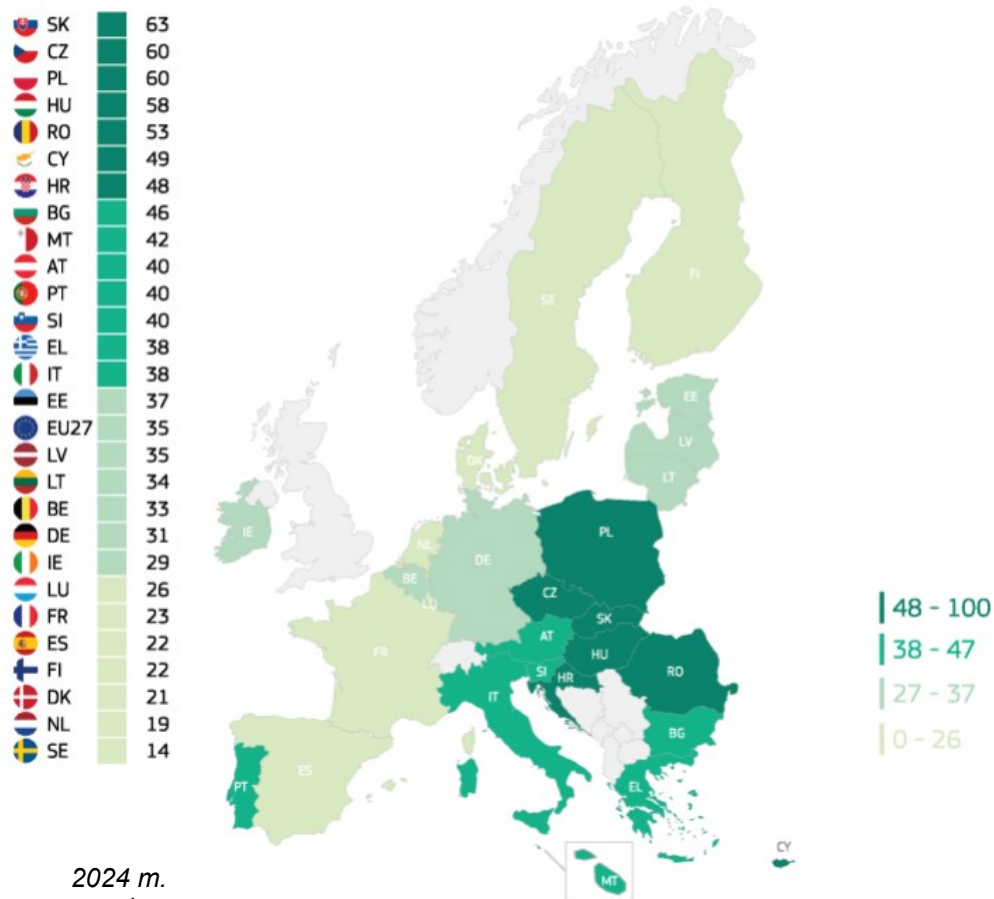 SK 63
CZ 60
PL 60
HU 58
RO 53
CY 49
HR 48
BG 46
MT 42
AT 40
PT 40
SI 40
EL 38
IT 38
EE 37
EU27 35
LV 35
LT 34
BE 33
DE 31
IE 29
LU 26
FR 23
ES 22
FI 22
DK 21
NL 19
SE 14
2024 m.
FI
SE
EE
LV
LT
DK
IE
NL
PL
DE
BE
LU
CZ
SK
AT
HU
FR
SI
HR
RO
IT
BG
ES
PT
EL
CY
MT
48 - 100
38 - 47
27 - 37
0 - 26